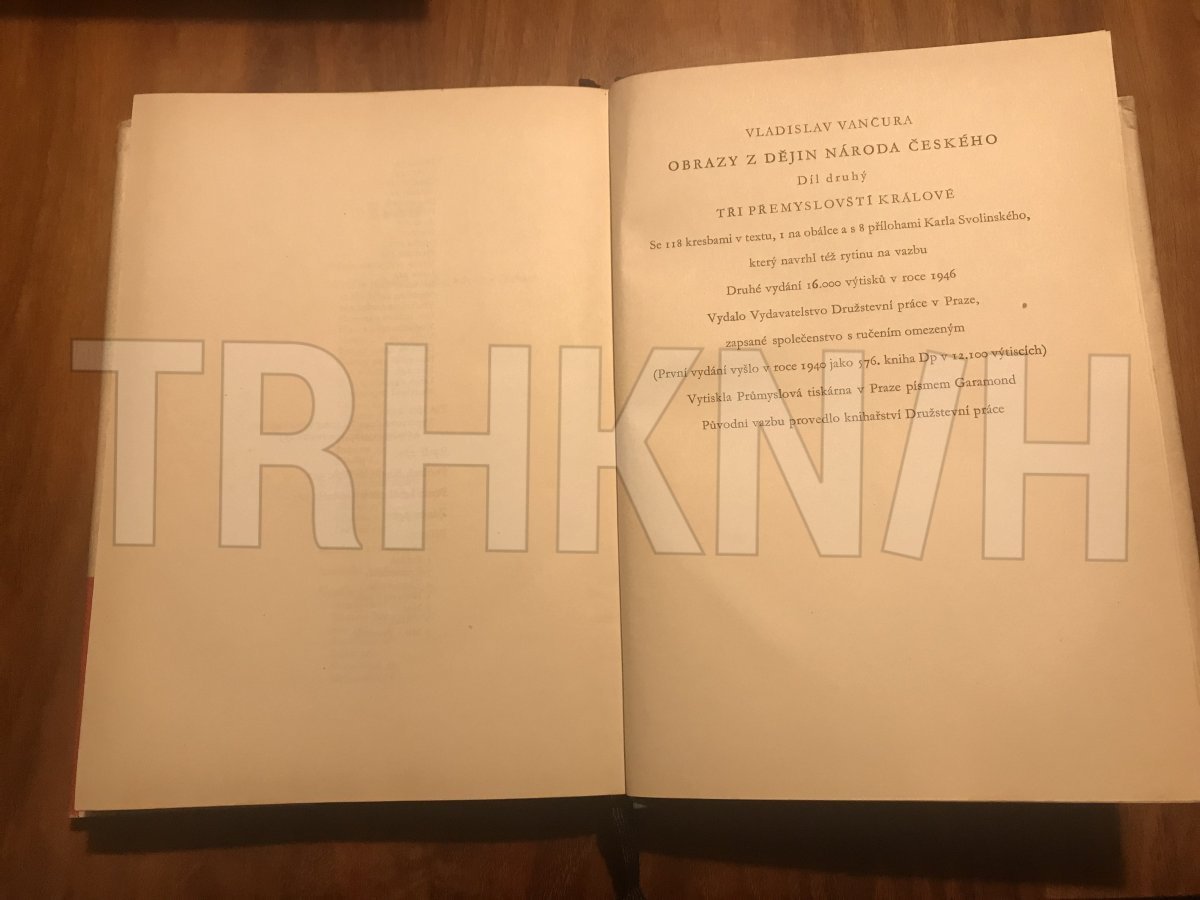 VLADISLAV VANČURA
OBRAZY Z DĚJIN NÁRODA ČESKÉHO
Díl druhý
TŘI PŘEMYSLOVŠTÍ KRÁLOVÉ
Se 118 kresbami v textu, 1 na obálce a s 8 přílohami Karla Svolinského,
který navrhl též rytinu na vazbu
Druhé vydání 16.000 výtisků v roce 1946
Vydalo Vydavatelstvo Družstevní práce v Praze,
zapsané společenstvo s ručením omezeným
(První vydání vyšlo v roce 1940 jako 576. kniha Dp v 12.100 výtiscích)
Vytiskla Průmyslová tiskárna v Praze písmem Garamond
Původní vazbu provedlo knihařství Družstevní práce
TRHKN/H